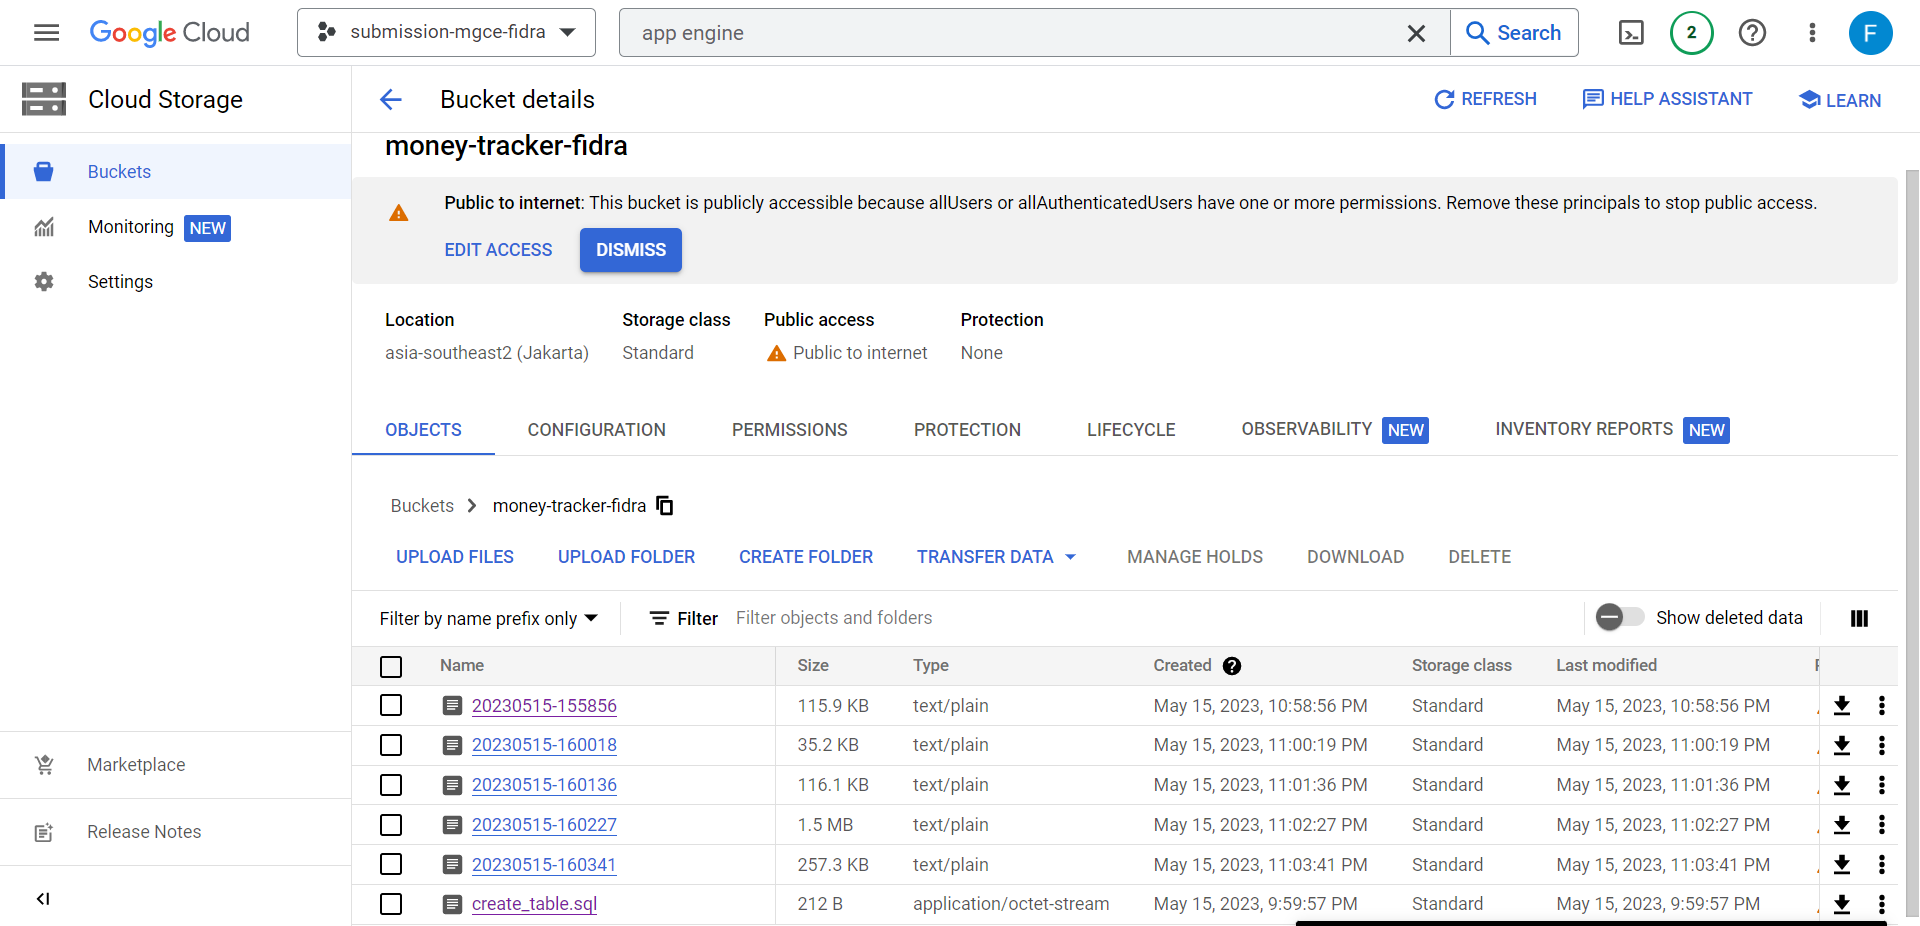 Google Cloud
submission-mgce-fidra
app engine
Search
2
F
Cloud Storage
Bucket details
REFRESH
HELP ASSISTANT
LEARN
money-tracker-fidra
Buckets
Monitoring NEW
Settings
Public to internet: This bucket is publicly accessible because allUsers or allAuthenticatedUsers have one or more permissions. Remove these principals to stop public access.
EDIT ACCESS DISMISS
Location Storage class Public access Protection
asia-southeast2 (Jakarta) Standard Public to internet None
OBJECTS CONFIGURATION PERMISSIONS PROTECTION LIFECYCLE OBSERVABILITY NEW INVENTORY REPORTS NEW
Buckets money-tracker-fidra
UPLOAD FILES UPLOAD FOLDER CREATE FOLDER TRANSFER DATA MANAGE HOLDS DOWNLOAD DELETE
Filter by name prefix only Filter Filter objects and folders Show deleted data
Name Size Type Created Storage class Last modified
20230515-155856 115.9 KB text/plain May 15, 2023, 10:58:56 PM Standard May 15, 2023, 10:58:56 PM
20230515-160018 35.2 KB text/plain May 15, 2023, 11:00:19 PM Standard May 15, 2023, 11:00:19 PM
20230515-160136 116.1 KB text/plain May 15, 2023, 11:01:36 PM Standard May 15, 2023, 11:01:36 PM
20230515-160227 1.5 MB text/plain May 15, 2023, 11:02:27 PM Standard May 15, 2023, 11:02:27 PM
20230515-160341 257.3 KB text/plain May 15, 2023, 11:03:41 PM Standard May 15, 2023, 11:03:41 PM
create_table.sql 212 B application/octet-stream May 15, 2023, 9:59:57 PM Standard May 15, 2023, 9:59:57 PM
Marketplace
Release Notes